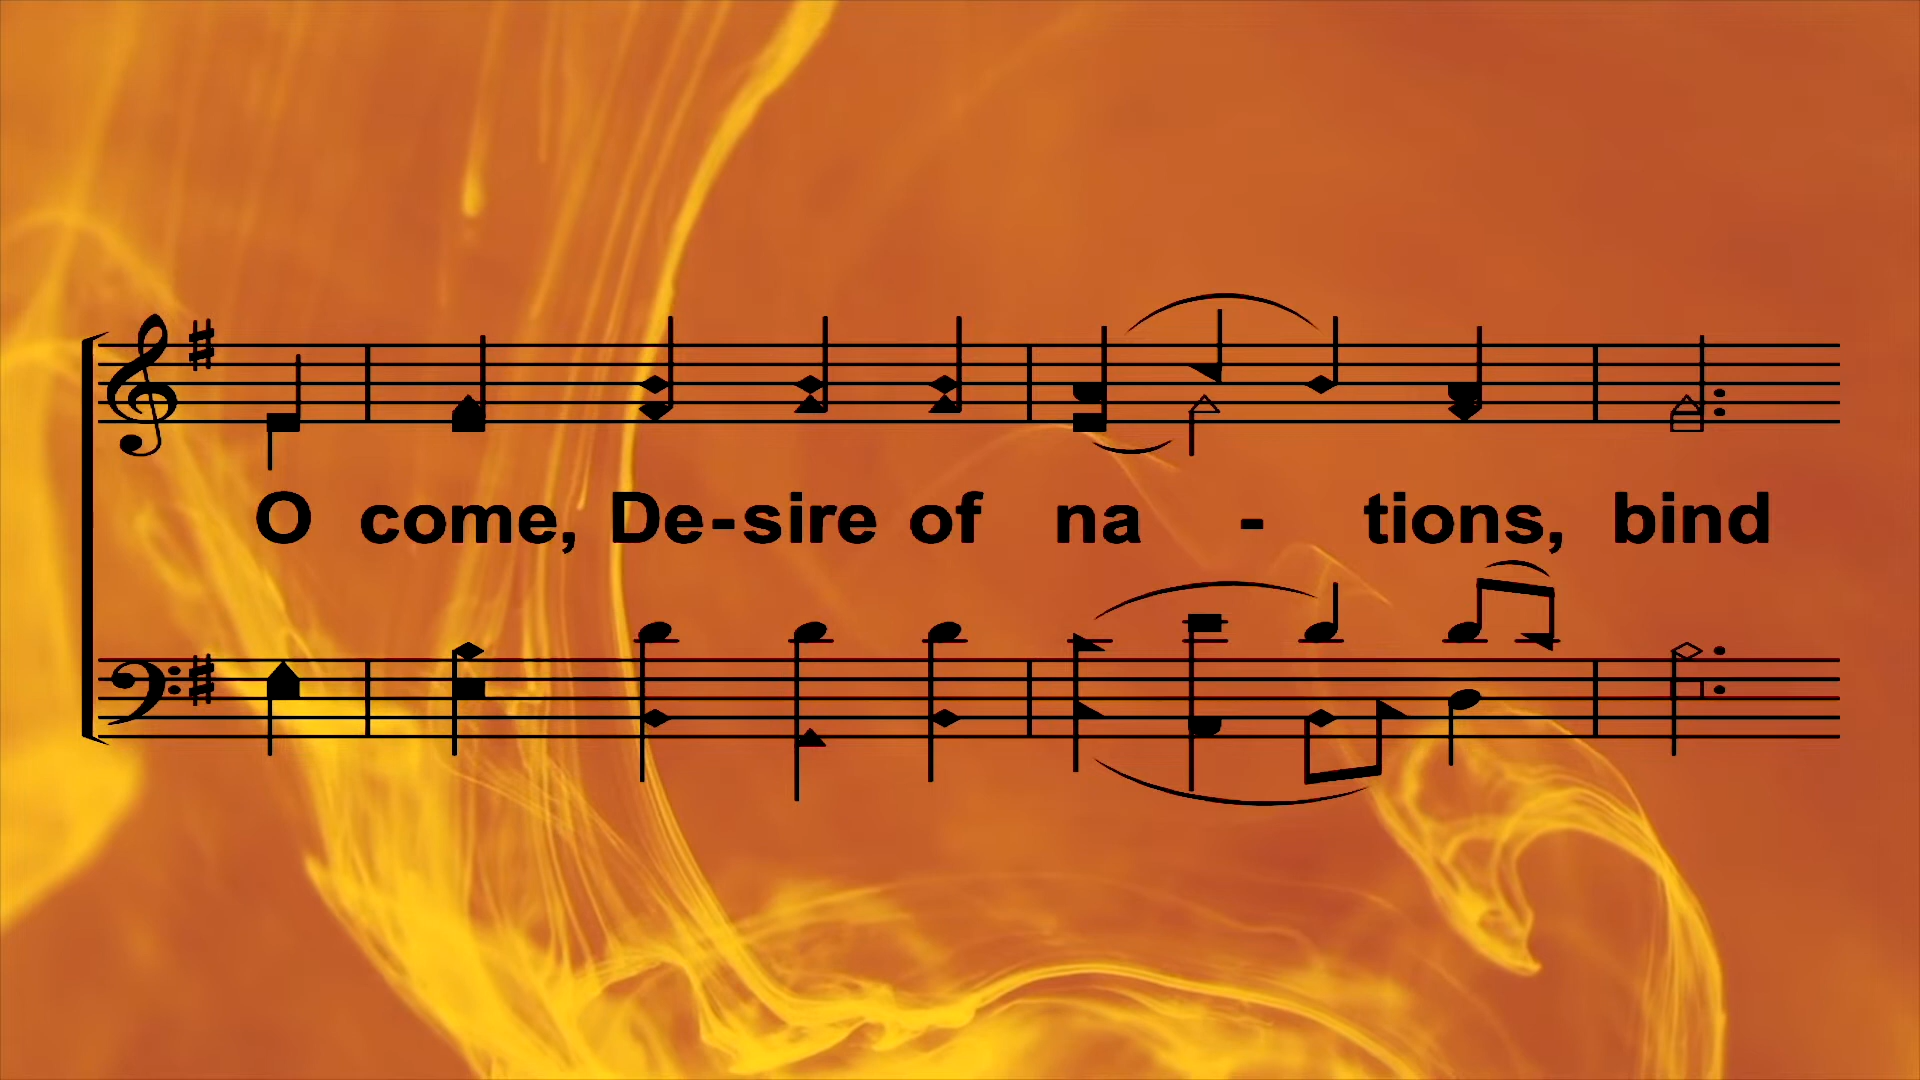 O come, De-sire of na - tions, bind